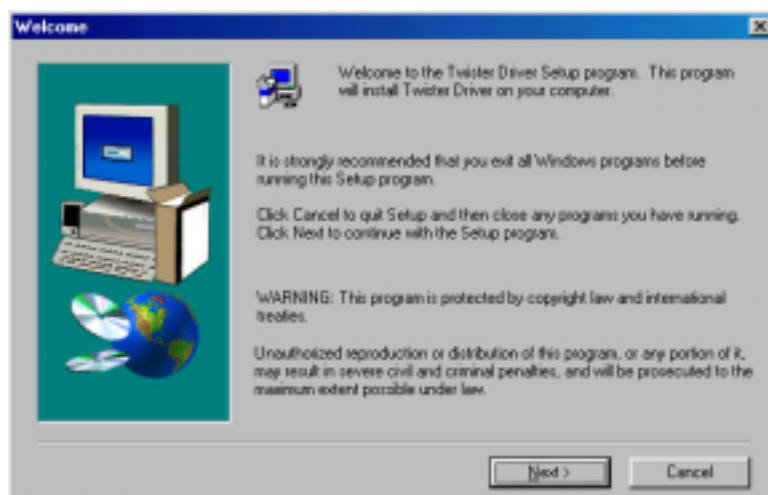 Welcome
Welcome to the Twister Driver Setup program. This program
will install Twister Driver on your computer.
It is strongly recommended that you exit all Windows programs before
running this Setup program.
Click Cancel to quit Setup and then close any programs you have running.
Click Next to continue with the Setup program.
WARNING: This program is protected by copyright law and international
treaties.
Unauthorized reproduction or distribution of this program, or any portion of it,
may result in severe civil and criminal penalties, and will be prosecuted to the
maximum extent possible under law.
Next >
Cancel